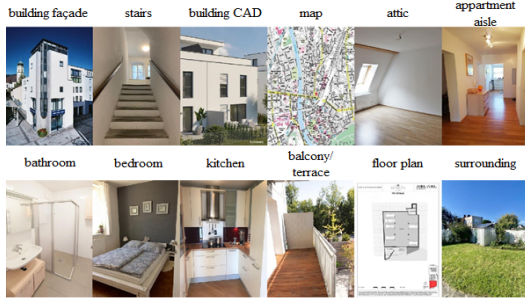 building façade
stairs
building CAD
map
attic
appartment
aisle
bathroom
bedroom
kitchen
balcony/
terrace
floor plan
surrounding